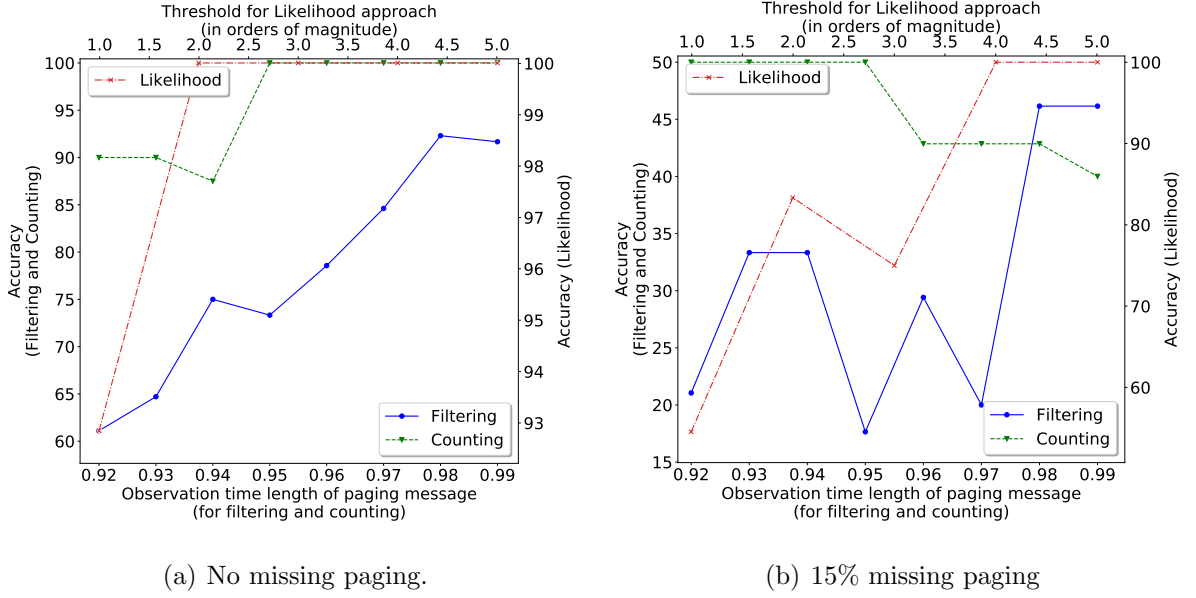 Threshold for Likelihood approach
(in orders of magnitude)
1.0 1.5 2.0 2.5 3.0 3.5 4.0 4.5 5.0
100
95
90
85
80
75
70
65
60
Accuracy
(Filtering and Counting)
100
99
98
97
96
95
94
93
Accuracy (Likelihood)
Likelihood
Filtering
Counting
0.92 0.93 0.94 0.95 0.96 0.97 0.98 0.99
Observation time length of paging message
(for filtering and counting)
(a) No missing paging.
Threshold for Likelihood approach
(in orders of magnitude)
1.0 1.5 2.0 2.5 3.0 3.5 4.0 4.5 5.0
50
45
40
35
30
25
20
15
Accuracy
(Filtering and Counting)
100
90
80
70
60
Accuracy (Likelihood)
Likelihood
Filtering
Counting
0.92 0.93 0.94 0.95 0.96 0.97 0.98 0.99
Observation time length of paging message
(for filtering and counting)
(b) 15% missing paging